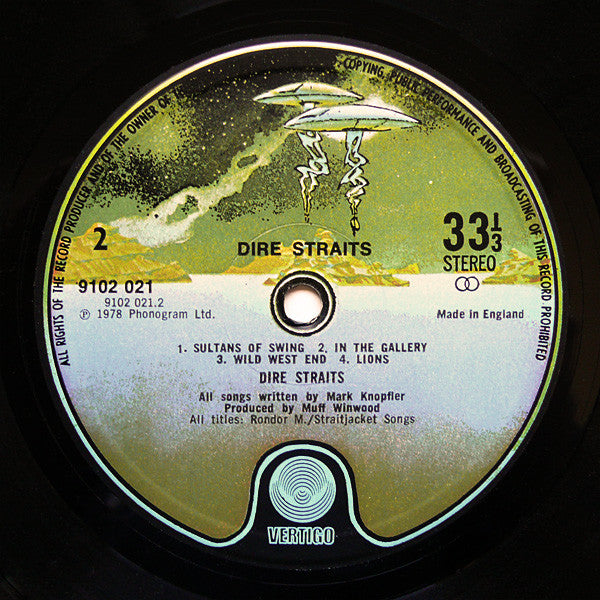 ALL RIGHTS OF THE RECORD PRODUCER AND OF THE OWNER OF
COPYING, PUBLIC PERFORMANCE AND BROADCASTING OF THIS RECORD PROHIBITED
2
DIRE STRAITS
33⅓
STEREO
9102 021
9102 021.2
℗ 1978 Phonogram Ltd.
Made in England
1. SULTANS OF SWING 2. IN THE GALLERY
3. WILD WEST END 4. LIONS
DIRE STRAITS
All songs written by Mark Knopfler
Produced by Muff Winwood
All titles: Rondor M./Straitjacket Songs
VERTIGO